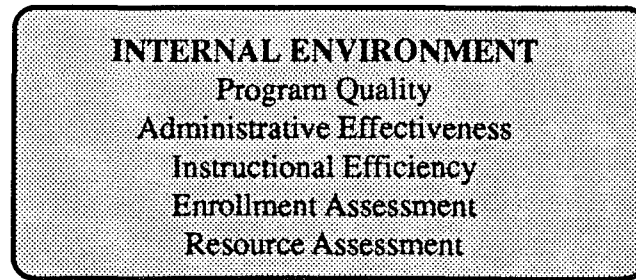 INTERNAL ENVIRONMENT
Program Quality
Administrative Effectiveness
Instructional Efficiency
Enrollment Assessment
Resource Assessment